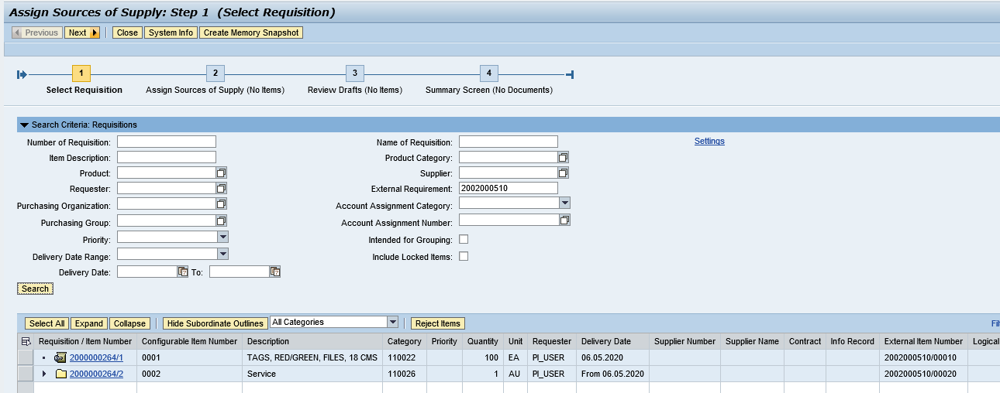 Assign Sources of Supply: Step 1 (Select Requisition)
Previous Next Close System Info Create Memory Snapshot
1 2 3 4
Select Requisition Assign Sources of Supply (No Items) Review Drafts (No Items) Summary Screen (No Documents)
Search Criteria: Requisitions
Number of Requisition: Name of Requisition: Settings
Item Description: Product Category:
Product: Supplier:
Requester: External Requirement: 2002000510
Purchasing Organization: Account Assignment Category:
Purchasing Group: Account Assignment Number:
Priority: Intended for Grouping:
Delivery Date Range: Include Locked Items:
Delivery Date: To:
Search
Select All Expand Collapse Hide Subordinate Outlines All Categories Reject Items
Requisition / Item Number Configurable Item Number Description Category Priority Quantity Unit Requester Delivery Date Supplier Number Supplier Name Contract Info Record External Item Number Logical
2000000264/1 0001 TAGS, RED/GREEN, FILES, 18 CMS 110022 100 EA PI_USER 06.05.2020 2002000510/00010
2000000264/2 0002 Service 110026 1 AU PI_USER From 06.05.2020 2002000510/00020